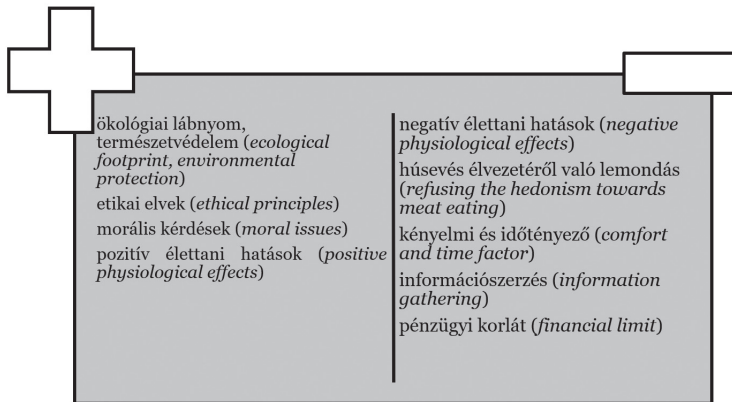 ökológiai lábnyom,
természetvédelem (ecological
footprint, environmental
protection)
etikai elvek (ethical principles)
morális kérdések (moral issues)
pozitív élettani hatások (positive
physiological effects)
negatív élettani hatások (negative
physiological effects)
húsevés élvezetéről való lemondás
(refusing the hedonism towards
meat eating)
kényelmi és időtényező (comfort
and time factor)
információszerzés (information
gathering)
pénzügyi korlát (financial limit)